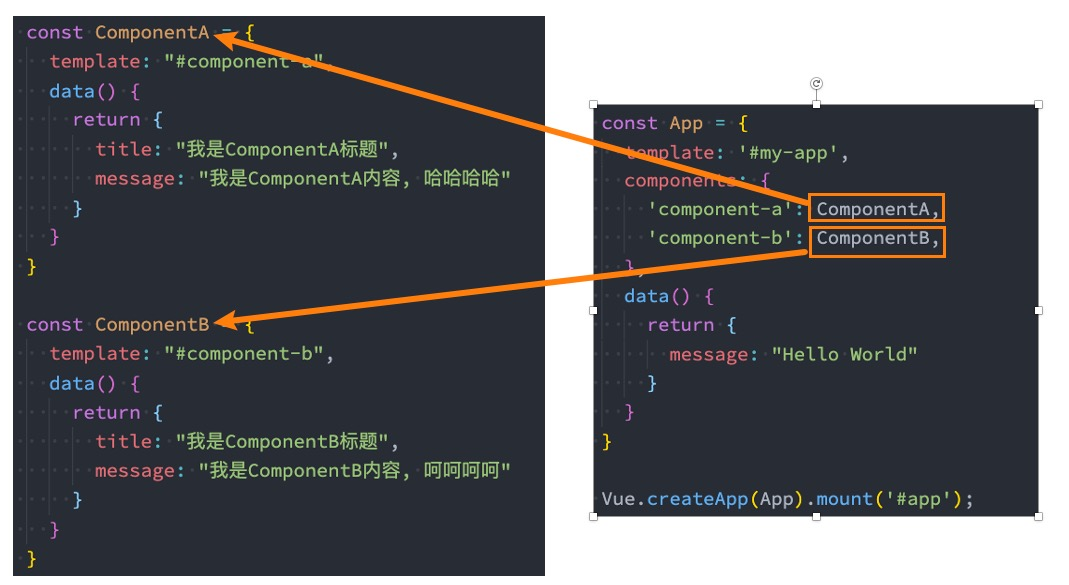 const ComponentA = {
template: "#component-a",
data() {
return {
title: "我是ComponentA标题",
message: "我是ComponentA内容, 哈哈哈哈"
}
}
}
const ComponentB = {
template: "#component-b",
data() {
return {
title: "我是ComponentB标题",
message: "我是ComponentB内容, 呵呵呵呵"
}
}
}
const App = {
template: '#my-app',
components: {
'component-a': ComponentA,
'component-b': ComponentB,
},
data() {
return {
message: "Hello World"
}
}
}
Vue.createApp(App).mount('#app');